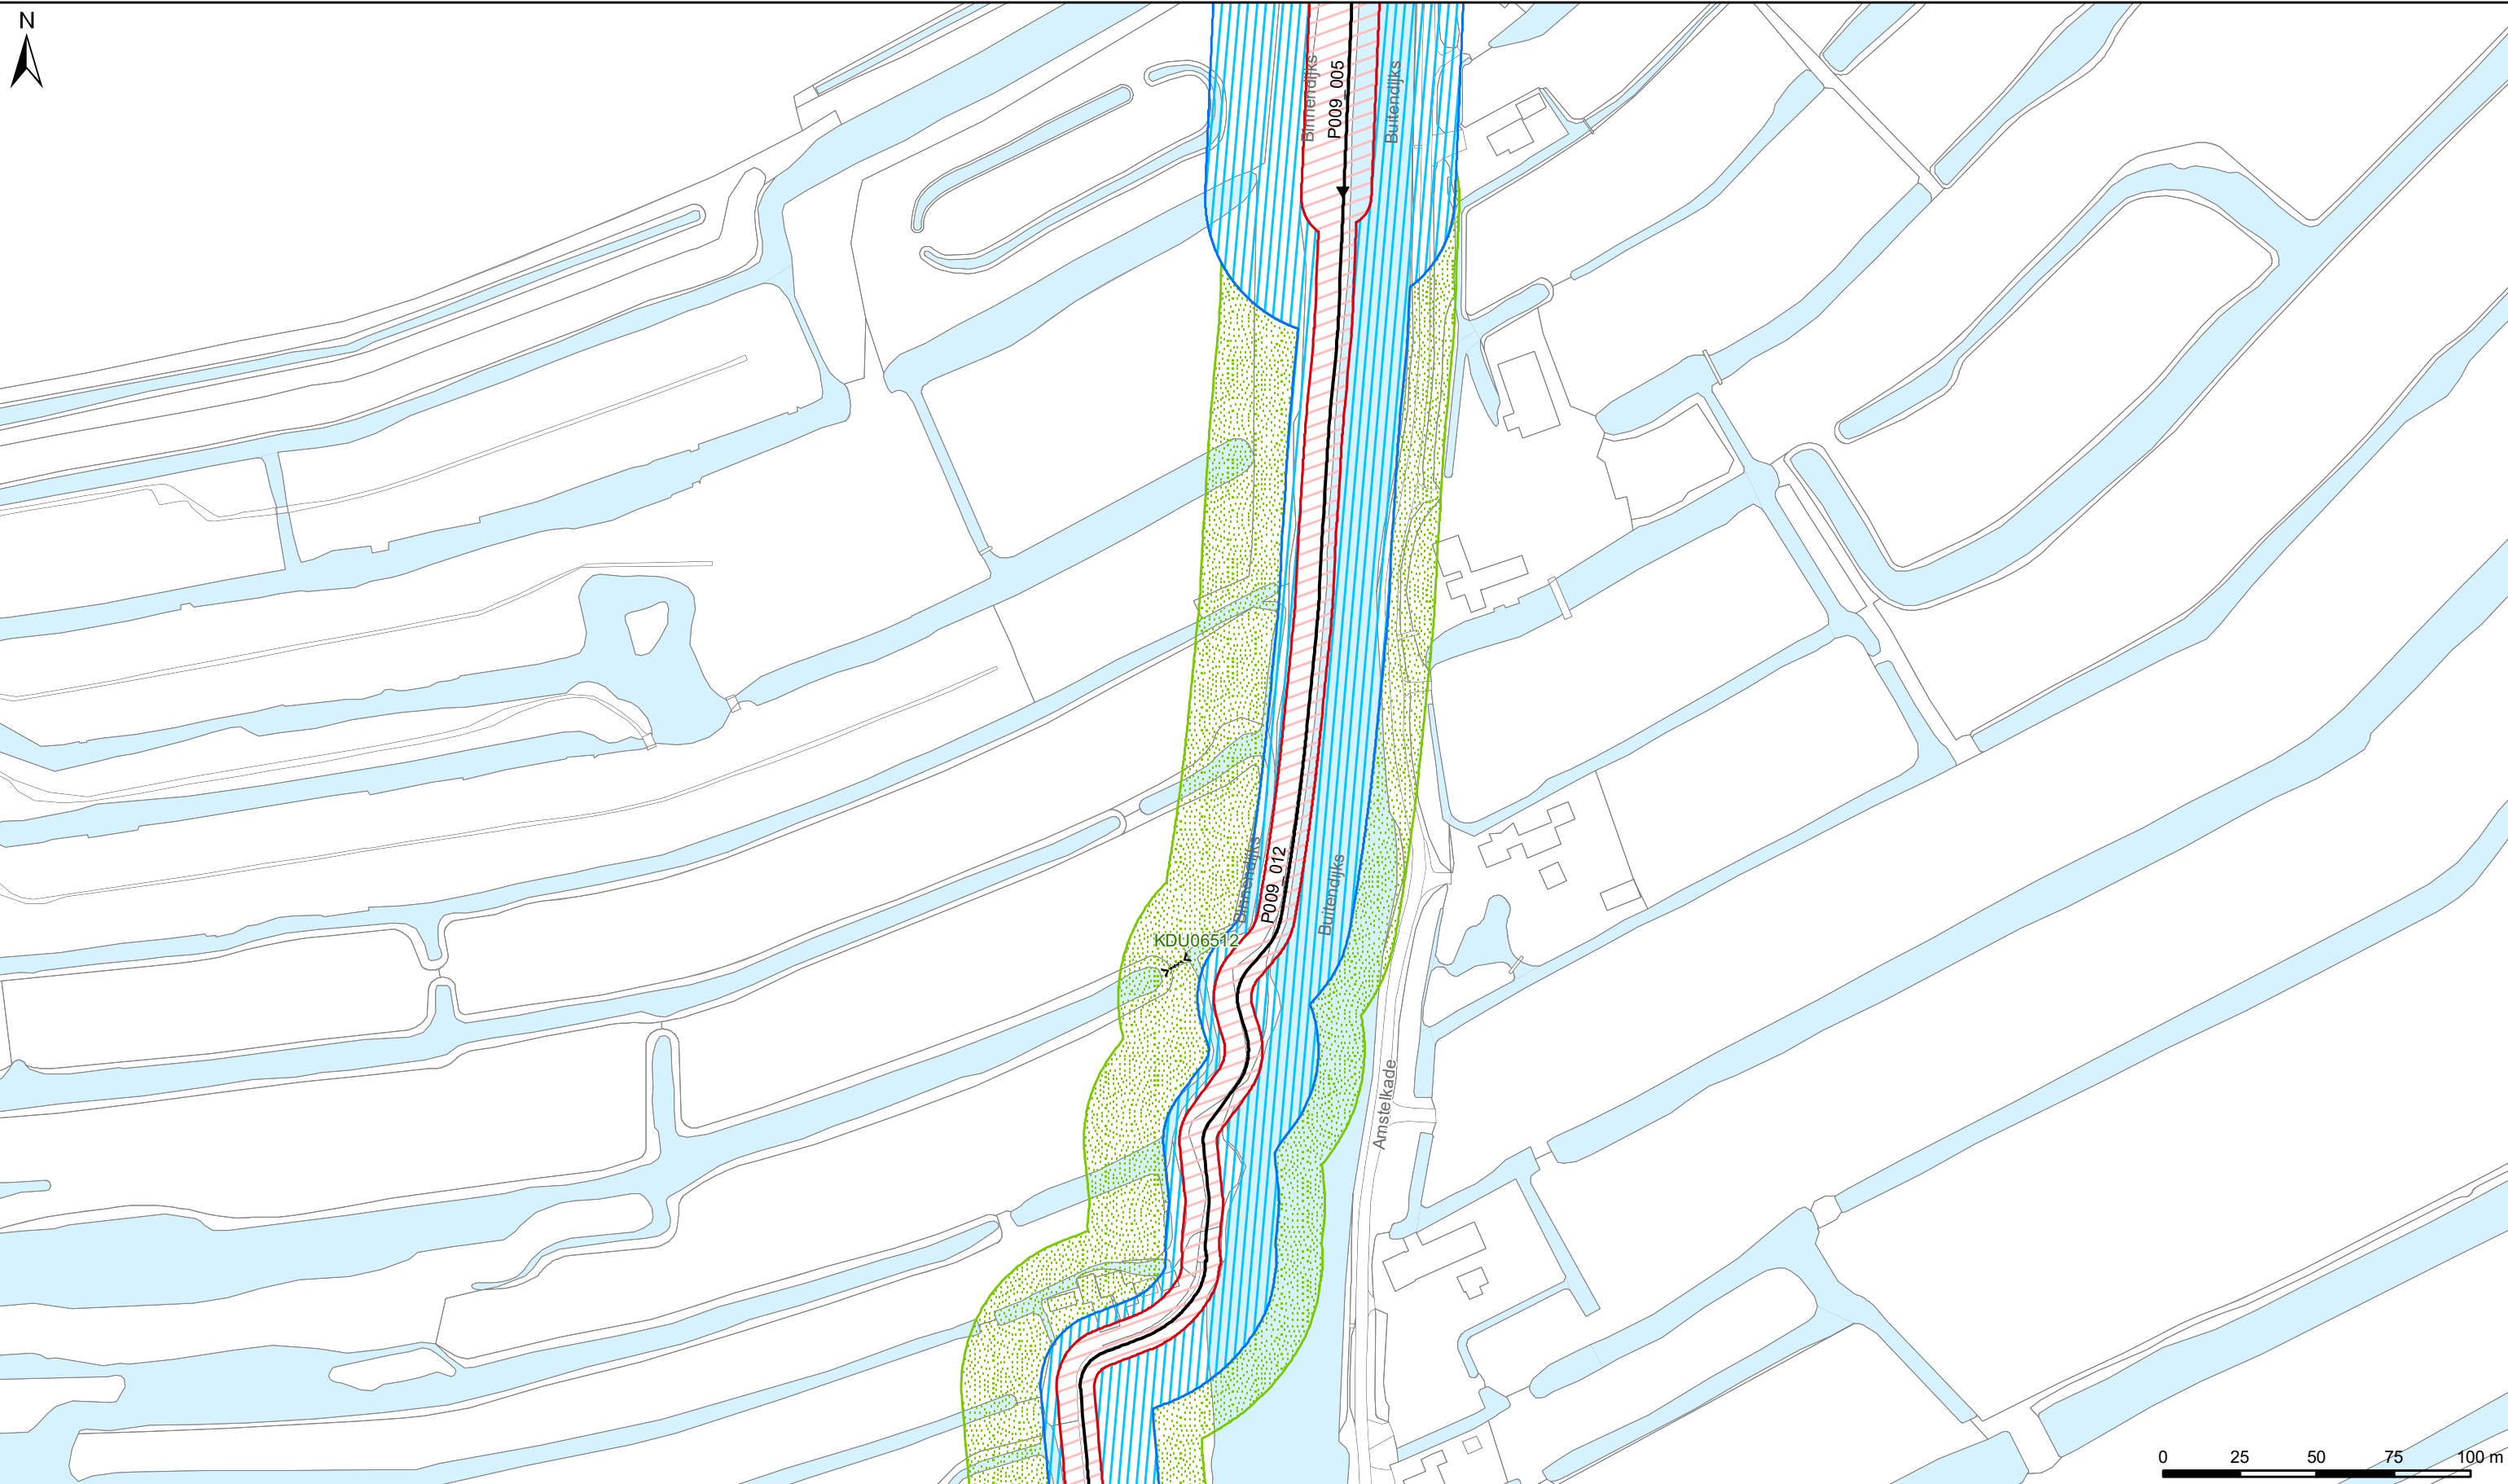 N
Binnendijks
P009_005
Buitendijks
Binnendijks
P009_012
Buitendijks
KDU06512
Amstelkade
0 25 50 75 100 m